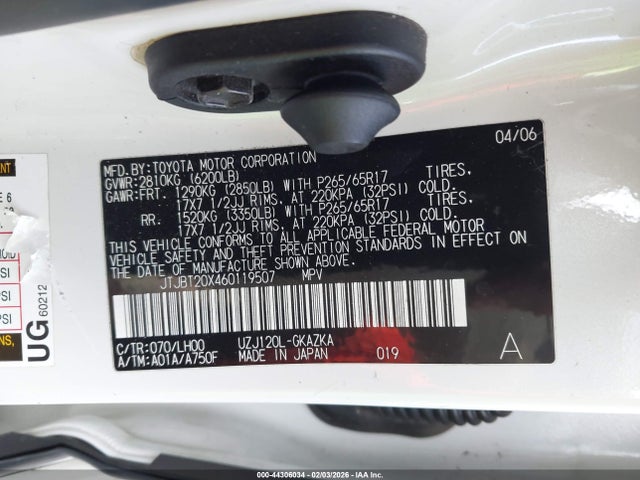 04/06
MFD.BY:TOYOTA MOTOR CORPORATION
GVWR:2810KG (6200LB)
GAWR:FRT. 1290KG (2850LB) WITH P265/65R17 TIRES,
17X7 1/2JJ RIMS, AT 220KPA (32PSI) COLD.
RR. 1520KG (3350LB) WITH P265/65R17 TIRES,
17X7 1/2JJ RIMS, AT 220KPA (32PSI) COLD.
THIS VEHICLE CONFORMS TO ALL APPLICABLE FEDERAL MOTOR
VEHICLE SAFETY AND THEFT PREVENTION STANDARDS IN EFFECT ON
THE DATE OF MANUFACTURE SHOWN ABOVE.
JTJBT20X460119507 MPV
C/TR:070/LH00 UZJ120L-GKAZKA
A/TM:A01A/A750F MADE IN JAPAN 019 A
UG 60212
000-44306034 - 02/03/2026 - IAAI, Inc.